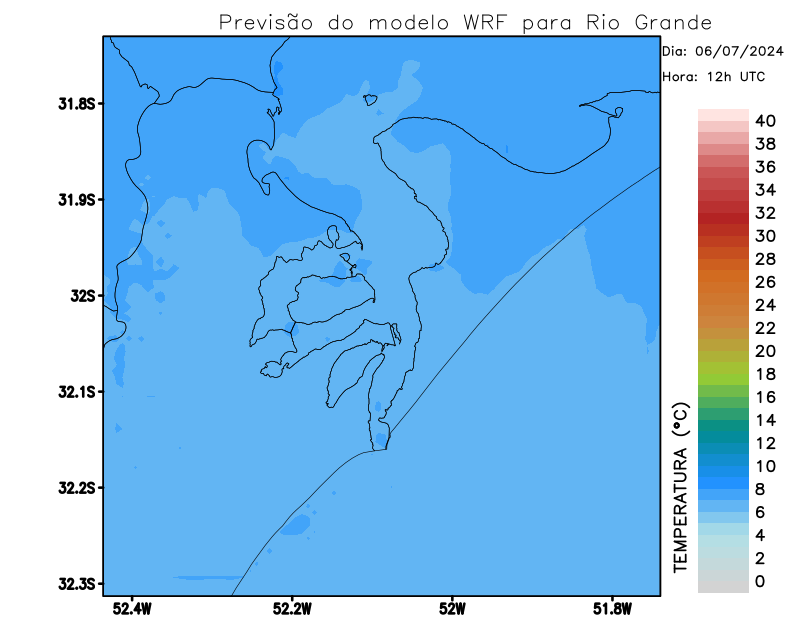 Previsão do modelo WRF para Rio Grande
Dia: 06/07/2024
Hora: 12h UTC
31.8S
31.9S
32S
32.1S
32.2S
32.3S
52.4W
52.2W
52W
51.8W
TEMPERATURA (°C)
40
38
36
34
32
30
28
26
24
22
20
18
16
14
12
10
8
6
4
2
0